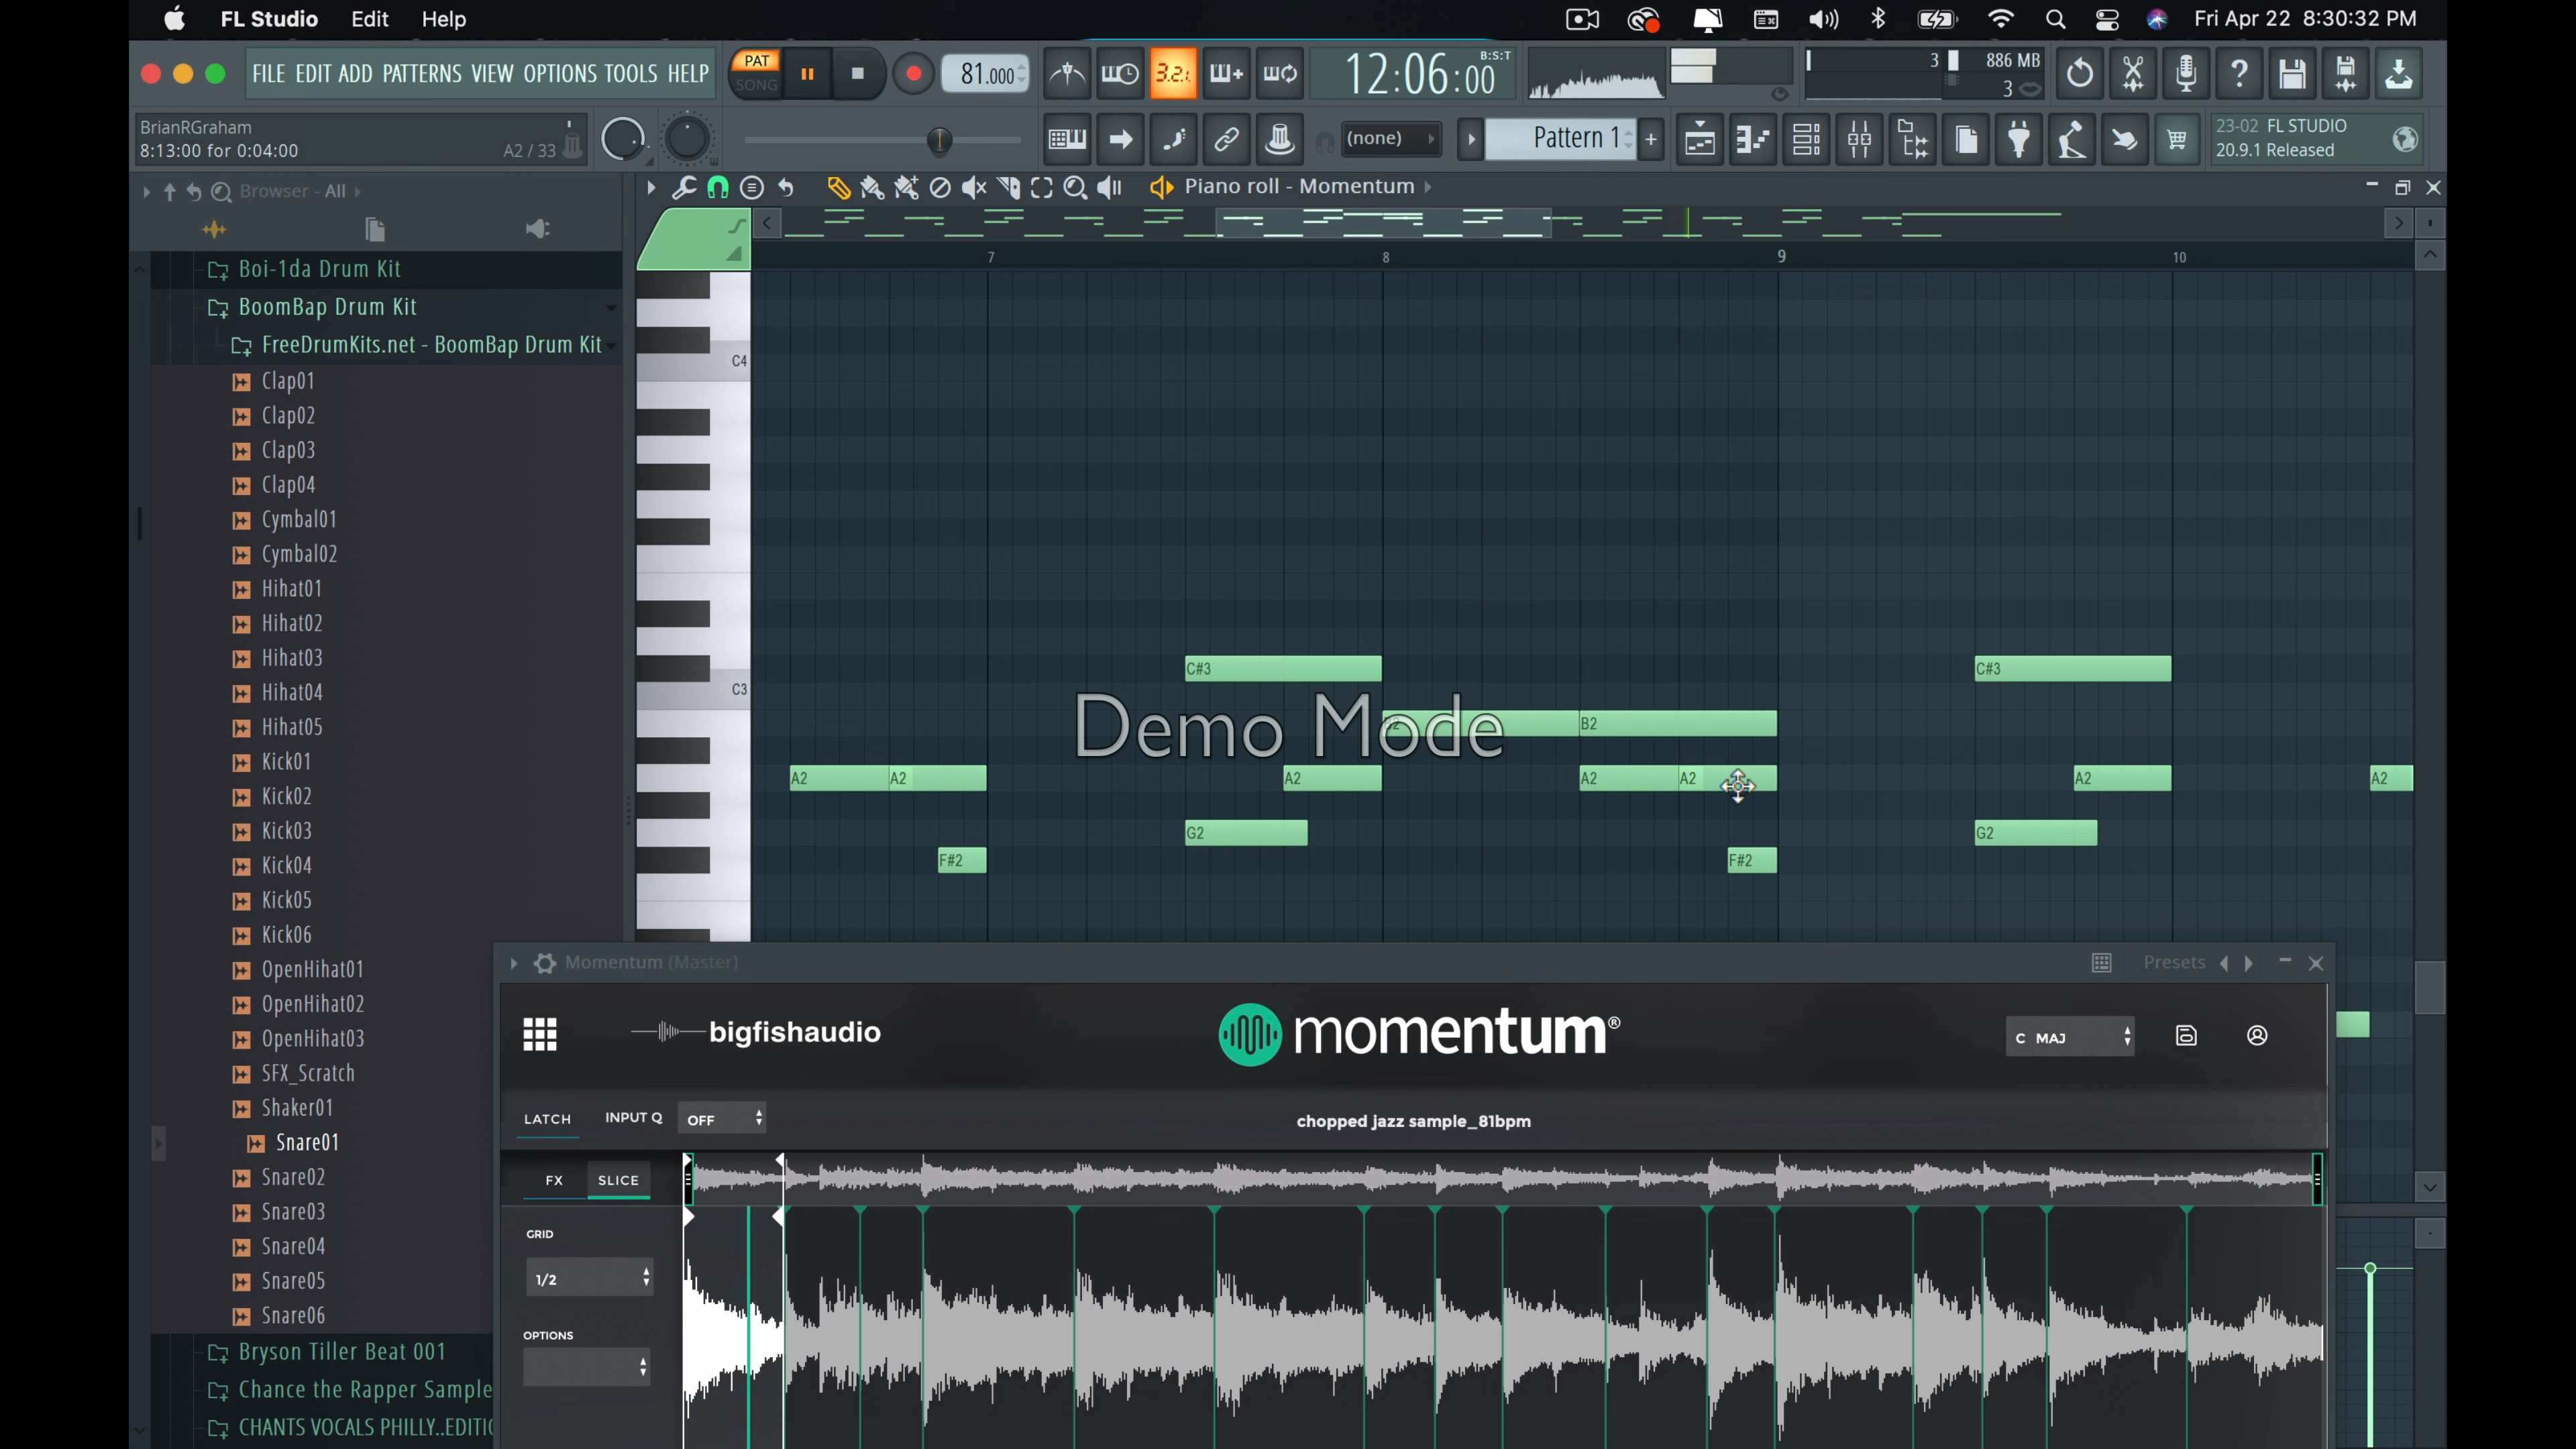 FL Studio Edit Help
Fri Apr 22 8:30:32 PM
FILE EDIT ADD PATTERNS VIEW OPTIONS TOOLS HELP
PAT
SONG
81.000
3.2.
12:06:00
B:S:T
3
886 MB
3
BrianRGraham
8:13:00 for 0:04:00
A2 / 33
(none)
Pattern 1
23-02 FL STUDIO
20.9.1 Released
Browser - All
Piano roll - Momentum
7
8
9
10
Boi-1da Drum Kit
BoomBap Drum Kit
FreeDrumKits.net - BoomBap Drum Kit
Clap01
Clap02
Clap03
Clap04
Cymbal01
Cymbal02
Hihat01
Hihat02
Hihat03
Hihat04
Hihat05
Kick01
Kick02
Kick03
Kick04
Kick05
Kick06
OpenHihat01
OpenHihat02
OpenHihat03
SFX_Scratch
Shaker01
Snare01
Snare02
Snare03
Snare04
Snare05
Snare06
Bryson Tiller Beat 001
Chance the Rapper Sample
CHANTS VOCALS PHILLY..EDITIO
C4
C3
C#3
C#3
Demo Mode
B2
A2
A2
A2
A2
A2
A2
A2
G2
G2
F#2
F#2
Momentum (Master)
Presets
bigfishaudio
momentum®
C MAJ
LATCH
INPUT Q
OFF
chopped jazz sample_81bpm
FX
SLICE
GRID
1/2
OPTIONS